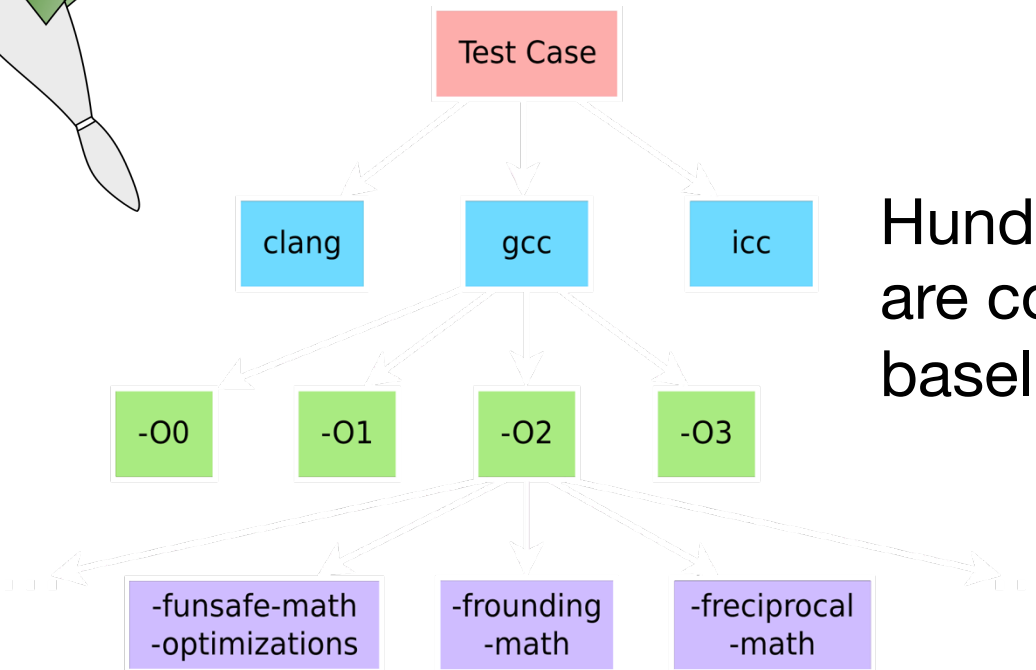 Test Case
clang
gcc
icc
Hund
are co
basel
-O0
-O1
-O2
-O3
-funsafe-math
-optimizations
-frounding
-math
-freciprocal
-math